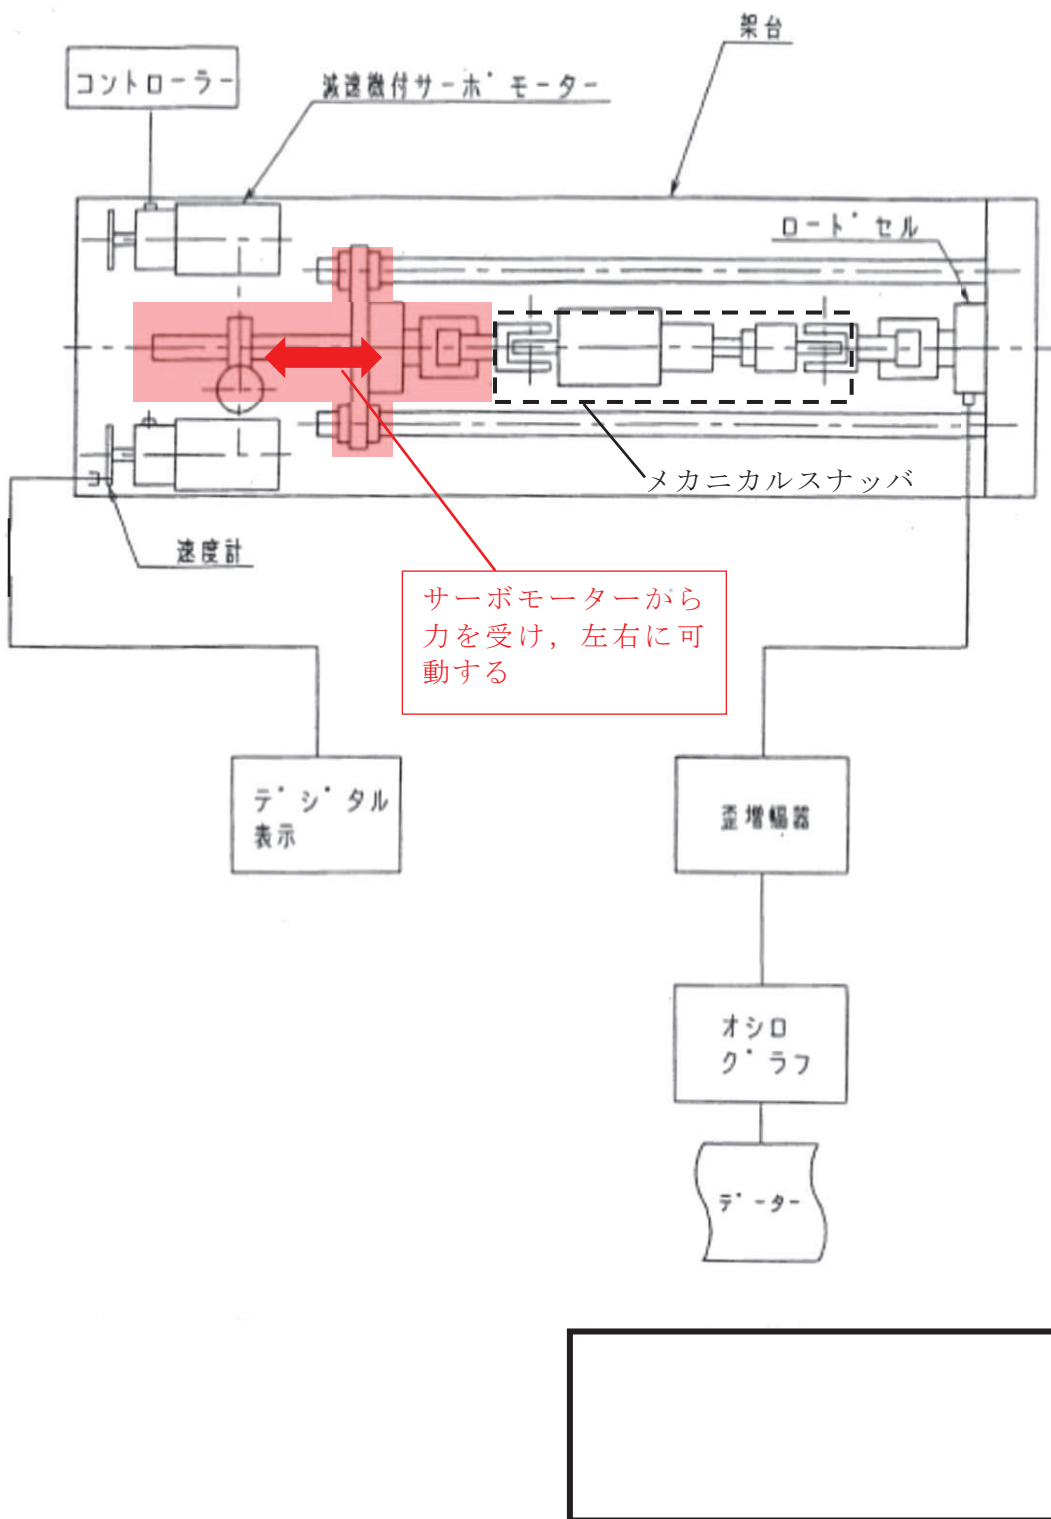 架台
コントローラー
減速機付サーボモーター
ロードセル
メカニカルスナッバ
速度計
サーボモーターから
力を受け，左右に可
動する
デジタル
表示
歪増幅器
オシロ
グラフ
データー